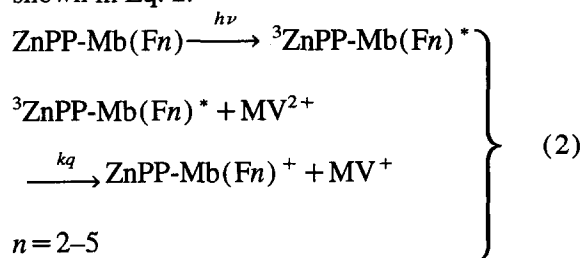 shown in Eq. 2.
ZnPP-Mb(Fn) hν → ³ZnPP-Mb(Fn)*
³ZnPP-Mb(Fn)* + MV²⁺
kq → ZnPP-Mb(Fn)⁺ + MV⁺
(2)
n = 2–5